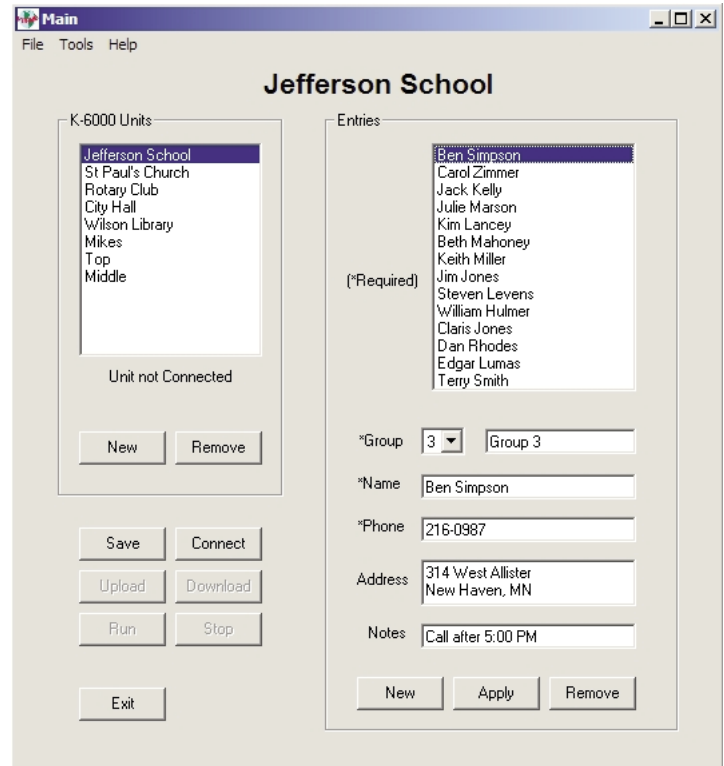 Main
File Tools Help
Jefferson School
K-6000 Units
Jefferson School
St Paul's Church
Rotary Club
City Hall
Wilson Library
Mikes
Top
Middle
Unit not Connected
New Remove
Save Connect
Upload Download
Run Stop
Exit
Entries
(*Required)
Ben Simpson
Carol Zimmer
Jack Kelly
Julie Marson
Kim Lancey
Beth Mahoney
Keith Miller
Jim Jones
Steven Levens
William Hulmer
Claris Jones
Dan Rhodes
Edgar Lumas
Terry Smith
*Group 3 Group 3
*Name Ben Simpson
*Phone 216-0987
Address 314 West Allister
New Haven, MN
Notes Call after 5:00 PM
New Apply Remove